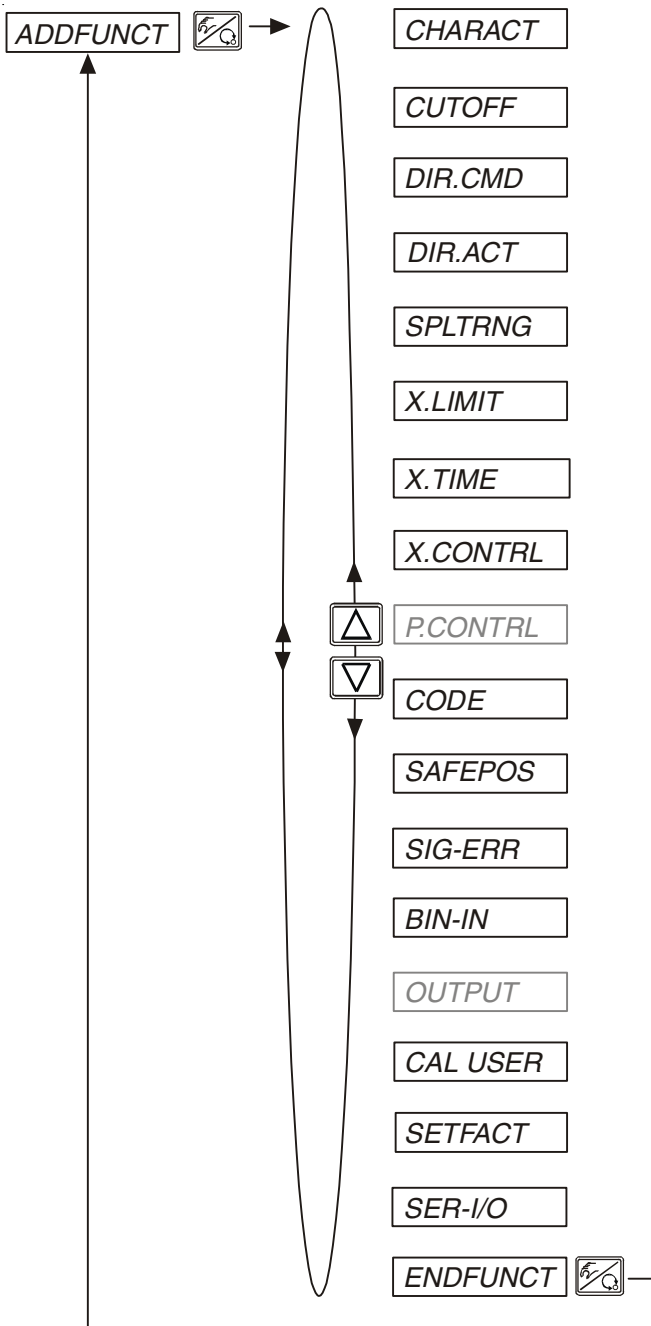 ADDFUNCT
CHARACT
CUTOFF
DIR.CMD
DIR.ACT
SPLTRNG
X.LIMIT
X.TIME
X.CONTRL
P.CONTRL
CODE
SAFEPOS
SIG-ERR
BIN-IN
OUTPUT
CAL USER
SETFACT
SER-I/O
ENDFUNCT